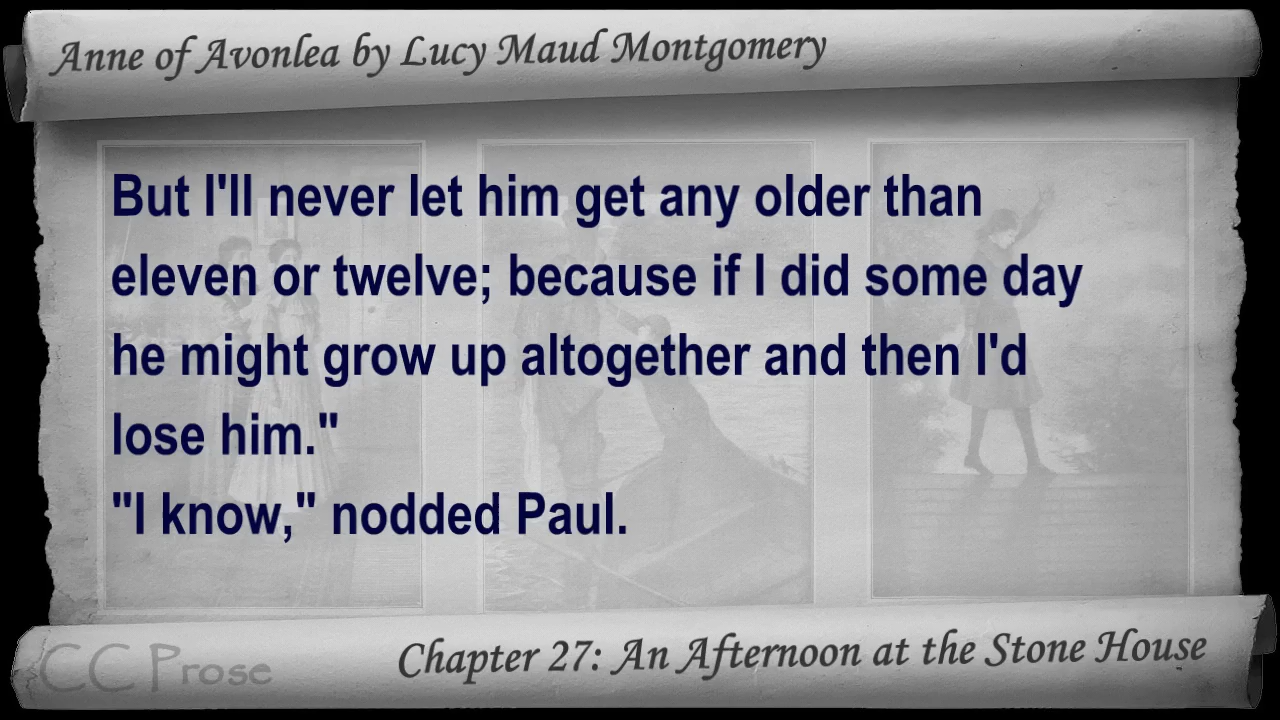 Anne of Avonlea by Lucy Maud Montgomery
But I'll never let him get any older than
eleven or twelve; because if I did some day
he might grow up altogether and then I'd
lose him."
"I know," nodded Paul.
CC Prose
Chapter 27: An Afternoon at the Stone House